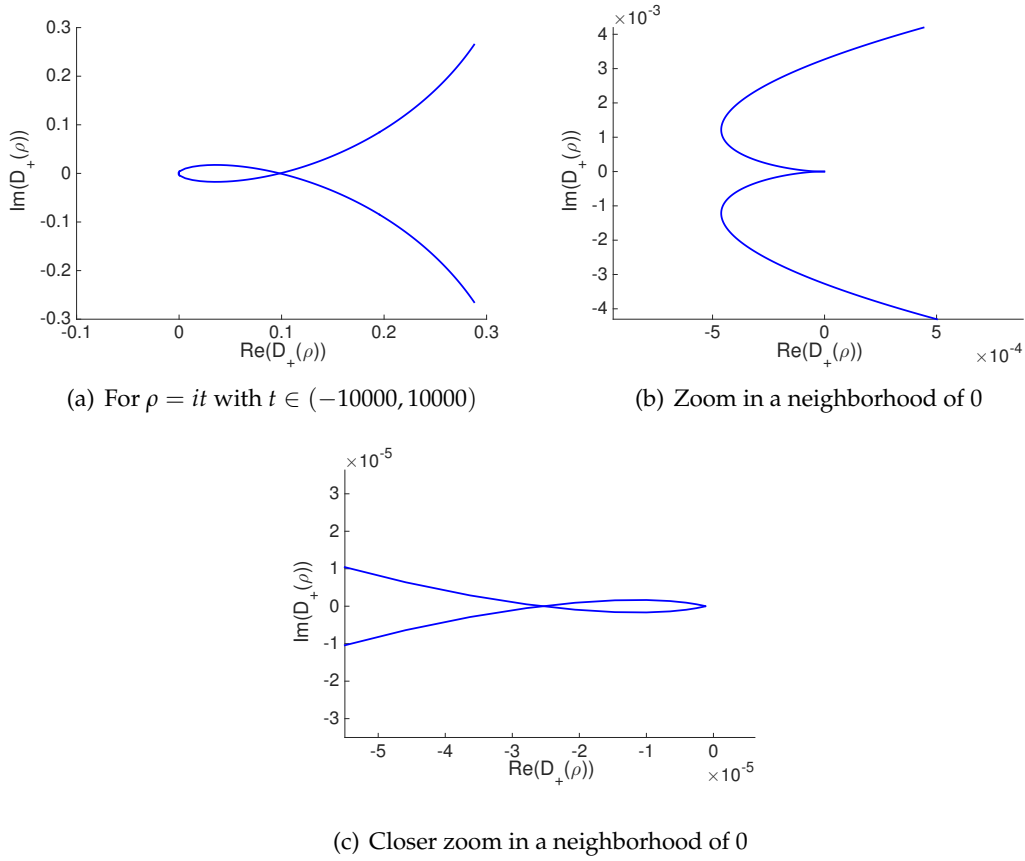 0.3
0.2
0.1
0
-0.1
-0.2
-0.3
-0.1 0 0.1 0.2 0.3
Im(D₊(ρ))
Re(D₊(ρ))
(a) For ρ = it with t ∈ (−10000, 10000)
×10⁻³
4
3
2
1
0
-1
-2
-3
-4
-5 0 5
Im(D₊(ρ))
Re(D₊(ρ))
×10⁻⁴
(b) Zoom in a neighborhood of 0
×10⁻⁵
3
2
1
0
-1
-2
-3
-5 -4 -3 -2 -1 0
Im(D₊(ρ))
Re(D₊(ρ))
×10⁻⁵
(c) Closer zoom in a neighborhood of 0